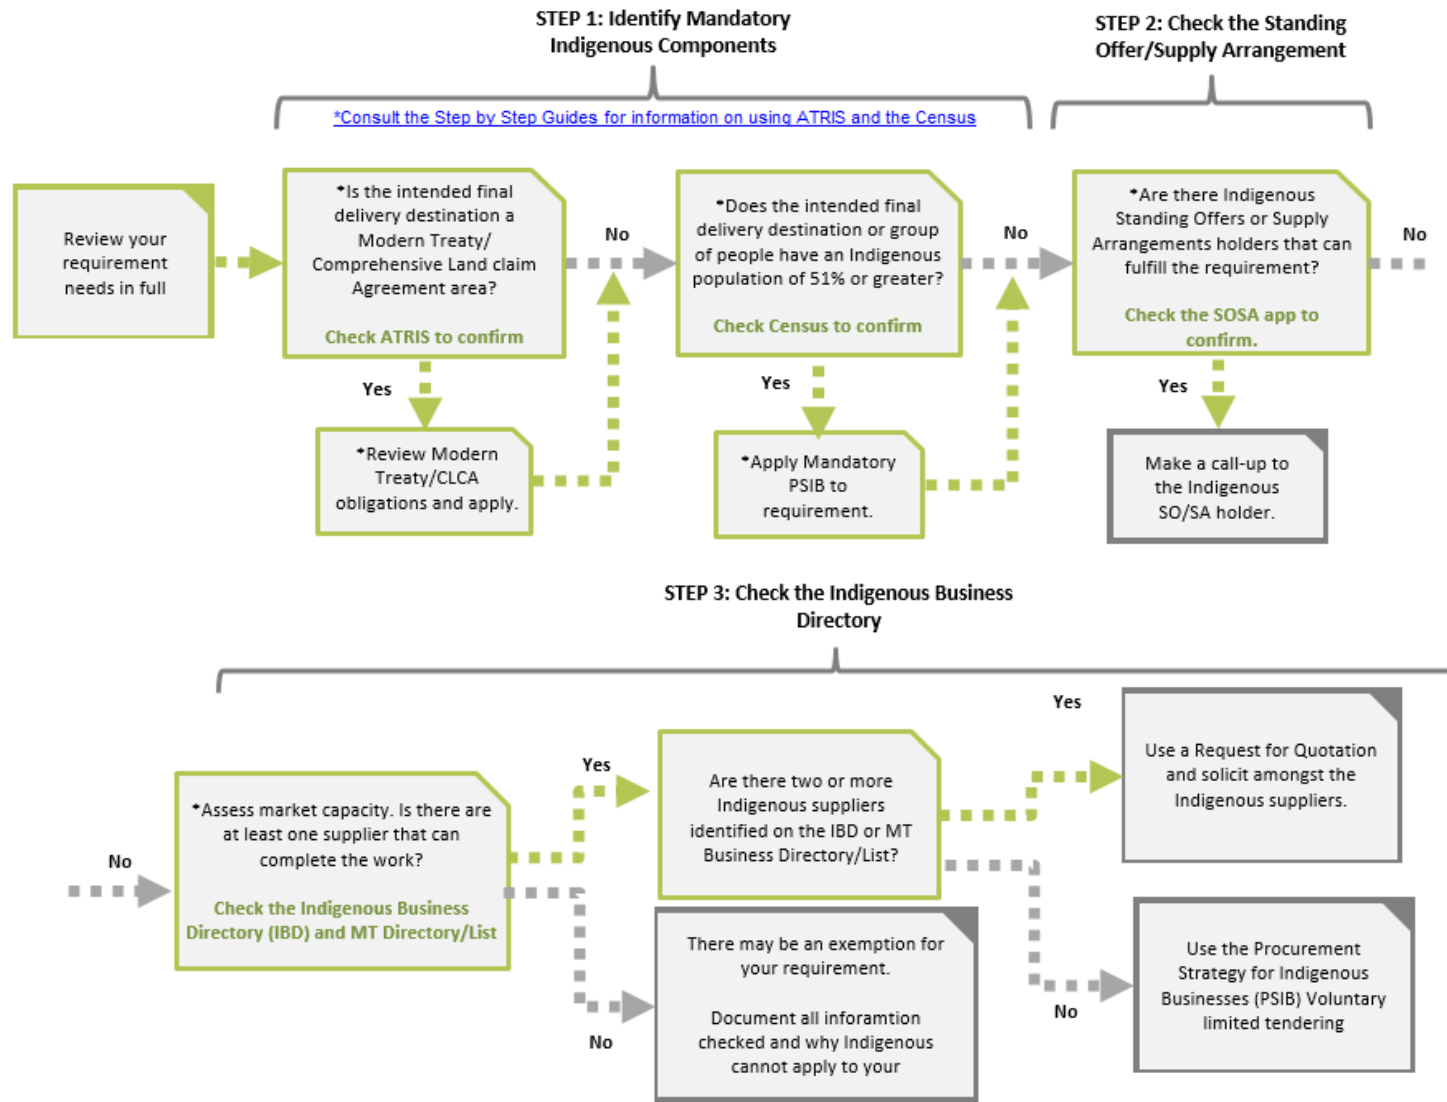 STEP 1: Identify Mandatory
Indigenous Components
STEP 2: Check the Standing
Offer/Supply Arrangement
*Consult the Step by Step Guides for information on using ATRIS and the Census
Review your
requirement
needs in full
*Is the intended final
delivery destination a
Modern Treaty/
Comprehensive Land claim
Agreement area?
Check ATRIS to confirm
No
Yes
*Review Modern
Treaty/CLCA
obligations and apply.
*Does the intended final
delivery destination or group
of people have an Indigenous
population of 51% or greater?
Check Census to confirm
No
Yes
*Apply Mandatory
PSIB to
requirement.
*Are there Indigenous
Standing Offers or Supply
Arrangements holders that can
fulfill the requirement?
Check the SOSA app to
confirm.
No
Yes
Make a call-up to
the Indigenous
SO/SA holder.
STEP 3: Check the Indigenous Business
Directory
No
*Assess market capacity. Is there are
at least one supplier that can
complete the work?
Check the Indigenous Business
Directory (IBD) and MT Directory/List
Yes
Are there two or more
Indigenous suppliers
identified on the IBD or MT
Business Directory/List?
Yes
Use a Request for Quotation
and solicit amongst the
Indigenous suppliers.
No
There may be an exemption for
your requirement.
Document all inforamtion
checked and why Indigenous
cannot apply to your
No
Use the Procurement
Strategy for Indigenous
Businesses (PSIB) Voluntary
limited tendering